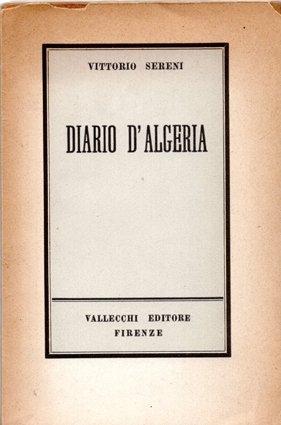 VITTORIO SERENI
DIARIO D'ALGERIA
VALLECCHI EDITORE
FIRENZE